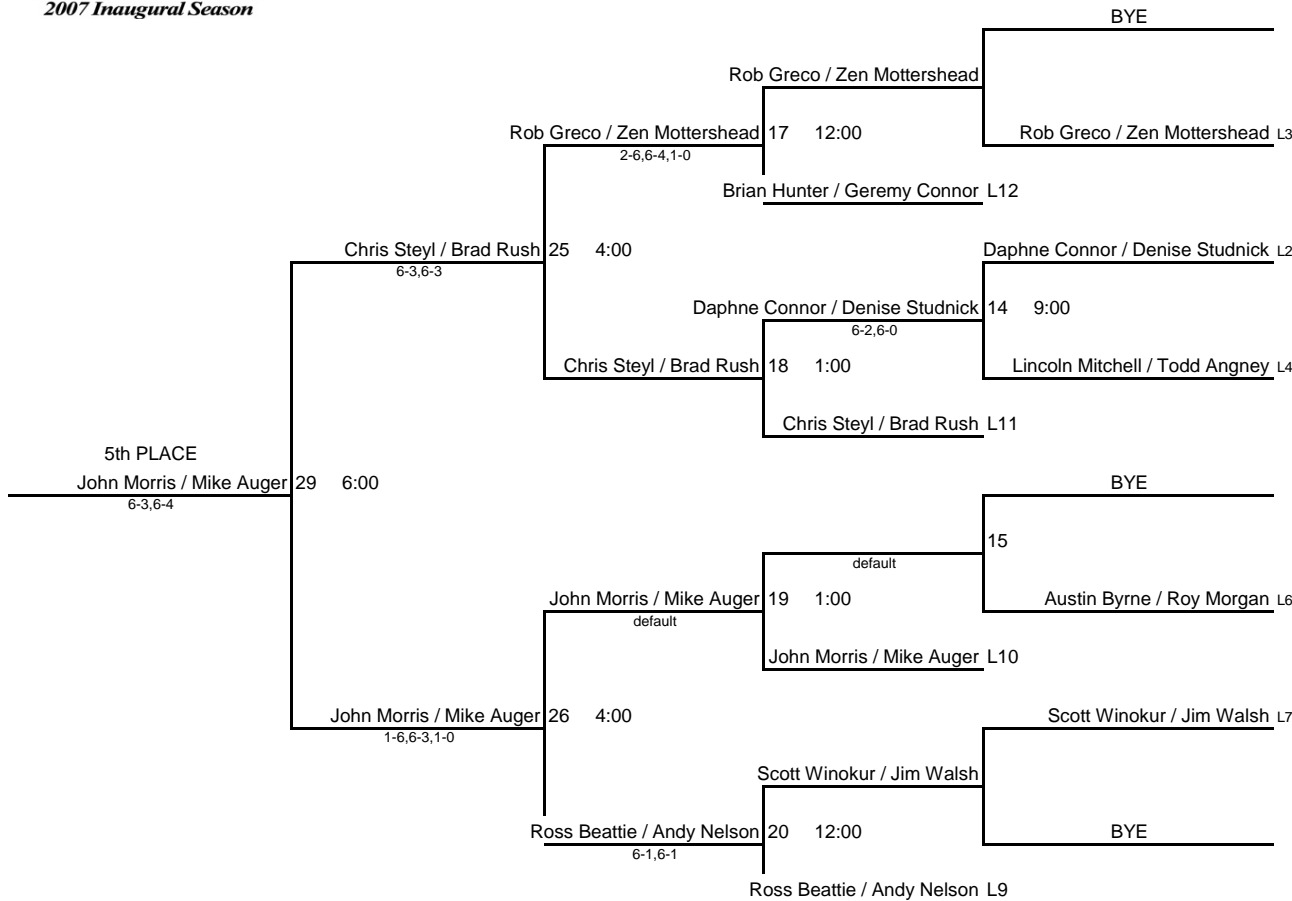 2007 Inaugural Season
BYE
Rob Greco / Zen Mottershead
Rob Greco / Zen Mottershead 17 12:00 Rob Greco / Zen Mottershead L3
2-6,6-4,1-0
Brian Hunter / Geremy Connor L12
Chris Steyl / Brad Rush 25 4:00 Daphne Connor / Denise Studnick L2
6-3,6-3
Daphne Connor / Denise Studnick 14 9:00
6-2,6-0
Chris Steyl / Brad Rush 18 1:00 Lincoln Mitchell / Todd Angney L4
Chris Steyl / Brad Rush L11
5th PLACE
John Morris / Mike Auger 29 6:00 BYE
6-3,6-4
15
default
John Morris / Mike Auger 19 1:00 Austin Byrne / Roy Morgan L6
default
John Morris / Mike Auger L10
John Morris / Mike Auger 26 4:00 Scott Winokur / Jim Walsh L7
1-6,6-3,1-0
Scott Winokur / Jim Walsh
Ross Beattie / Andy Nelson 20 12:00 BYE
6-1,6-1
Ross Beattie / Andy Nelson L9